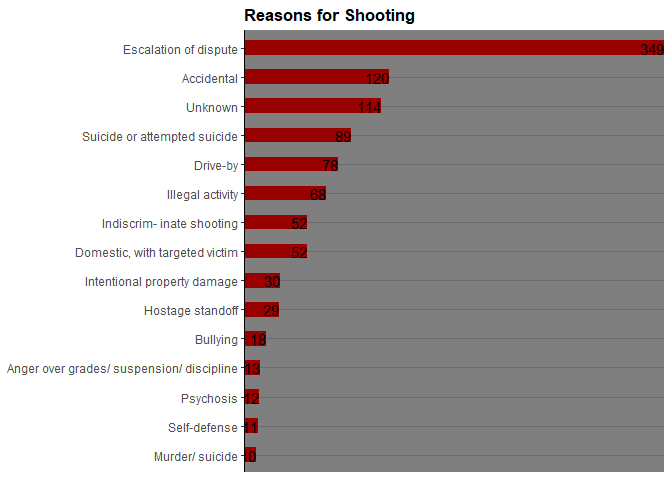 Reasons for Shooting
Escalation of dispute 349
Accidental 120
Unknown 114
Suicide or attempted suicide 89
Drive-by 78
Illegal activity 68
Indiscrim- inate shooting 52
Domestic, with targeted victim 52
Intentional property damage 30
Hostage standoff 29
Bullying 18
Anger over grades/ suspension/ discipline 13
Psychosis 12
Self-defense 11
Murder/ suicide 10